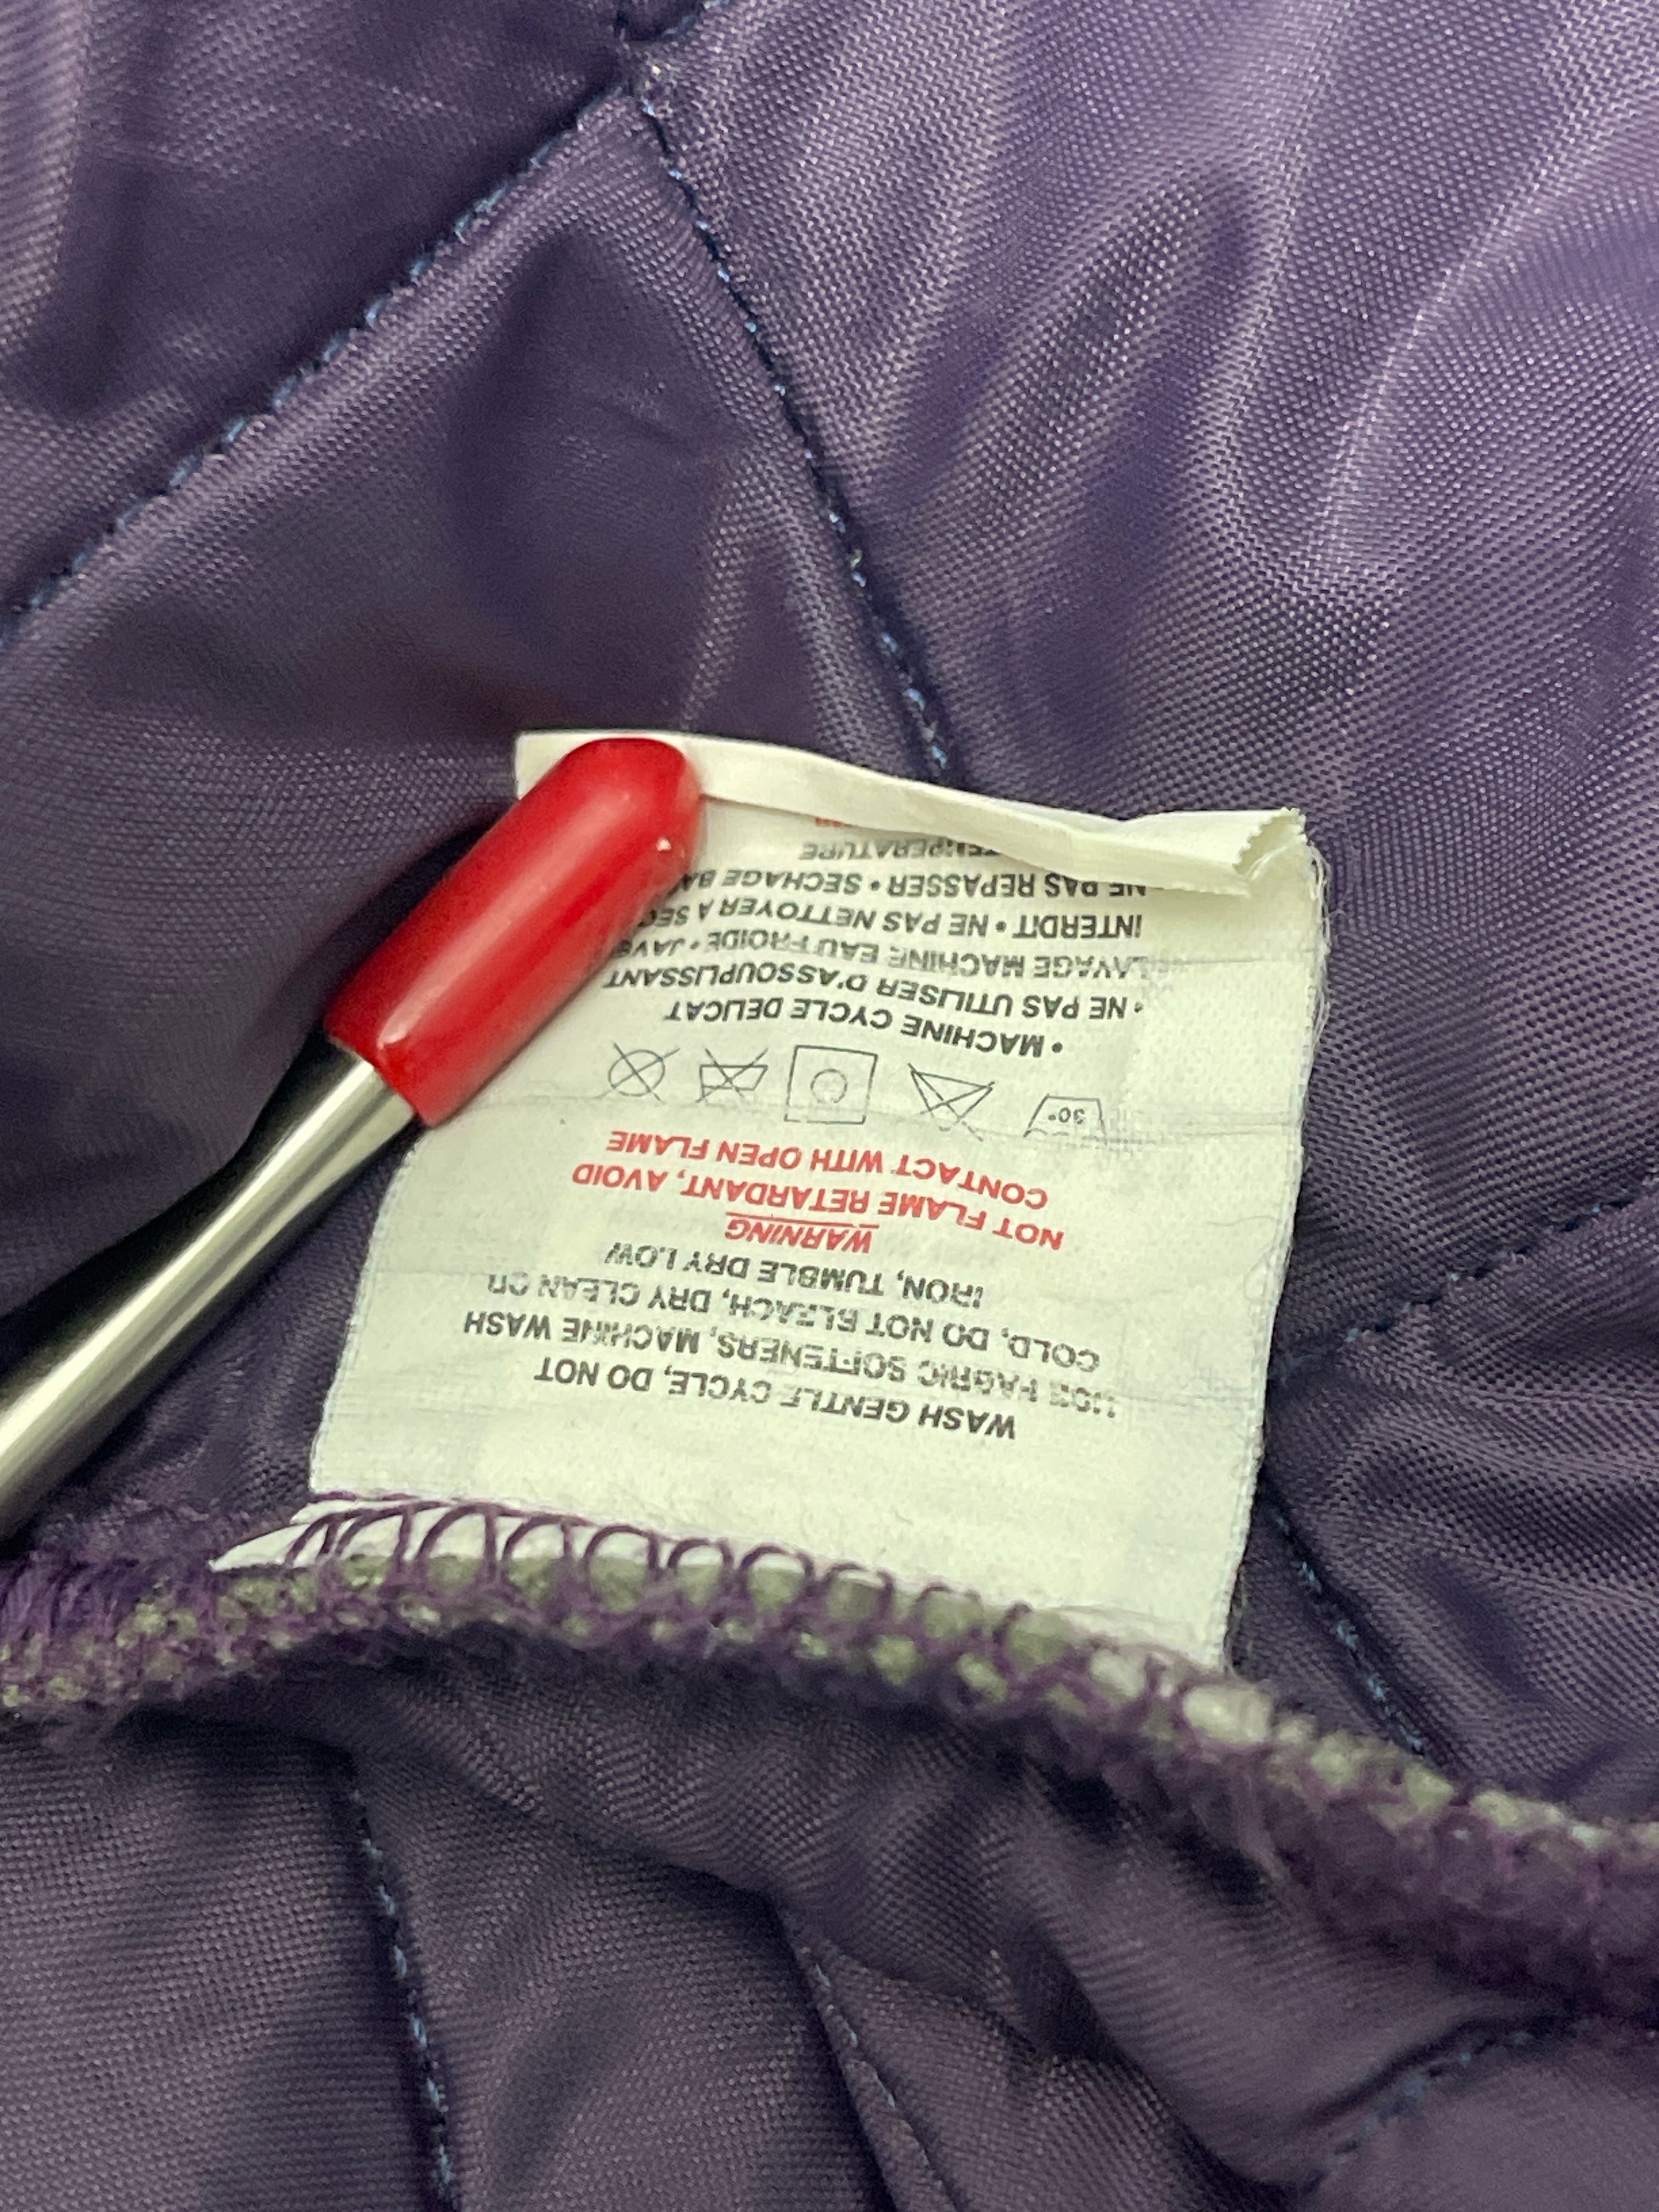 WASH GENTLE CYCLE, DO NOT
USE FABRIC SOFTENERS, MACHINE WASH
COLD, DO NOT BLEACH, DRY CLEAN OR
IRON, TUMBLE DRY LOW
WARNING
NOT FLAME RETARDANT, AVOID
CONTACT WITH OPEN FLAME
30°
• MACHINE CYCLE DELICAT
• NE PAS UTILISER D'ASSOUPLISSANT
LAVAGE MACHINE EAU FROIDE •
INTERDIT • NE PAS NETTOYER A SEC
NE PAS REPASSER • SECHAGE
TEMPERATURE